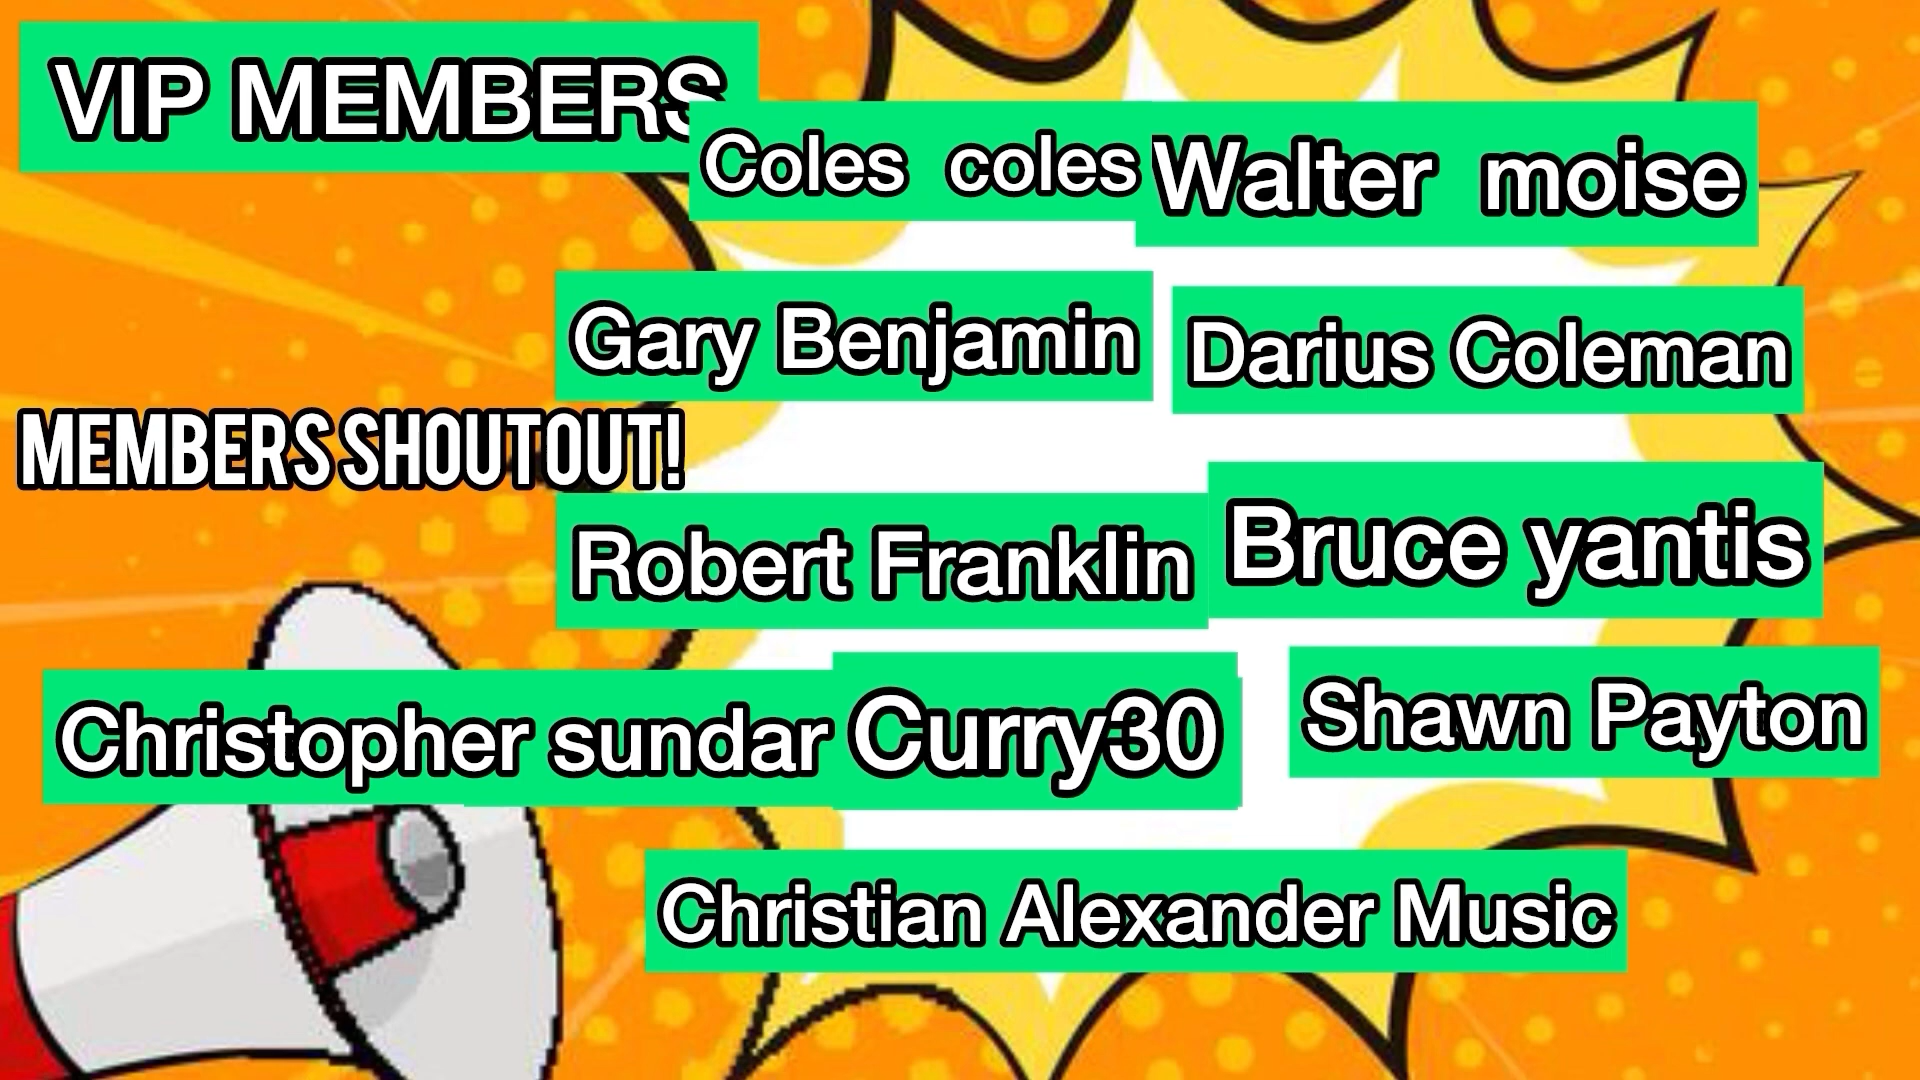 VIP MEMBERS
Coles coles
Walter moise
Gary Benjamin
Darius Coleman
MEMBERS SHOUTOUT!
Robert Franklin
Bruce yantis
Christopher sundar
Curry30
Shawn Payton
Christian Alexander Music